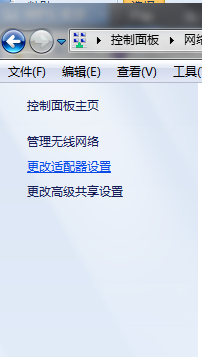 控制面板 ▸ 网络
文件(F) 编辑(E) 查看(V) 工具(
控制面板主页
管理无线网络
更改适配器设置
更改高级共享设置